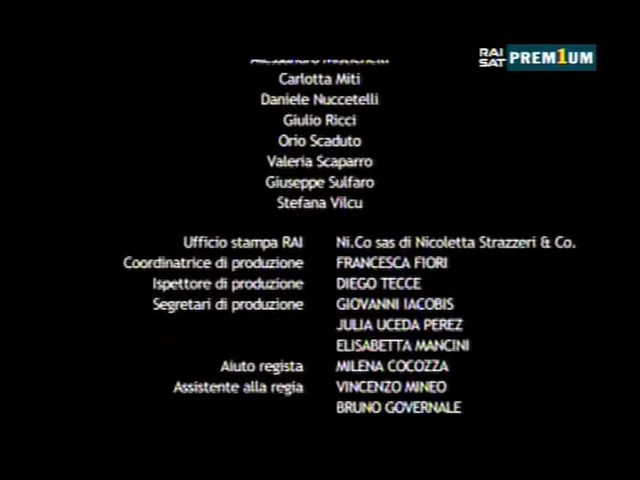 RAI
SAT PREM1UM
Carlotta Miti
Daniele Nuccetelli
Giulio Ricci
Orio Scaduto
Valeria Scaparro
Giuseppe Sulfaro
Stefana Vilcu
Ufficio stampa RAI Ni.Co sas di Nicoletta Strazzeri & Co.
Coordinatrice di produzione FRANCESCA FIORI
Ispettore di produzione DIEGO TECCE
Segretari di produzione GIOVANNI IACOBIS
JULIA UCEDA PEREZ
ELISABETTA MANCINI
Aiuto regista MILENA COCOZZA
Assistente alla regia VINCENZO MINEO
BRUNO GOVERNALE